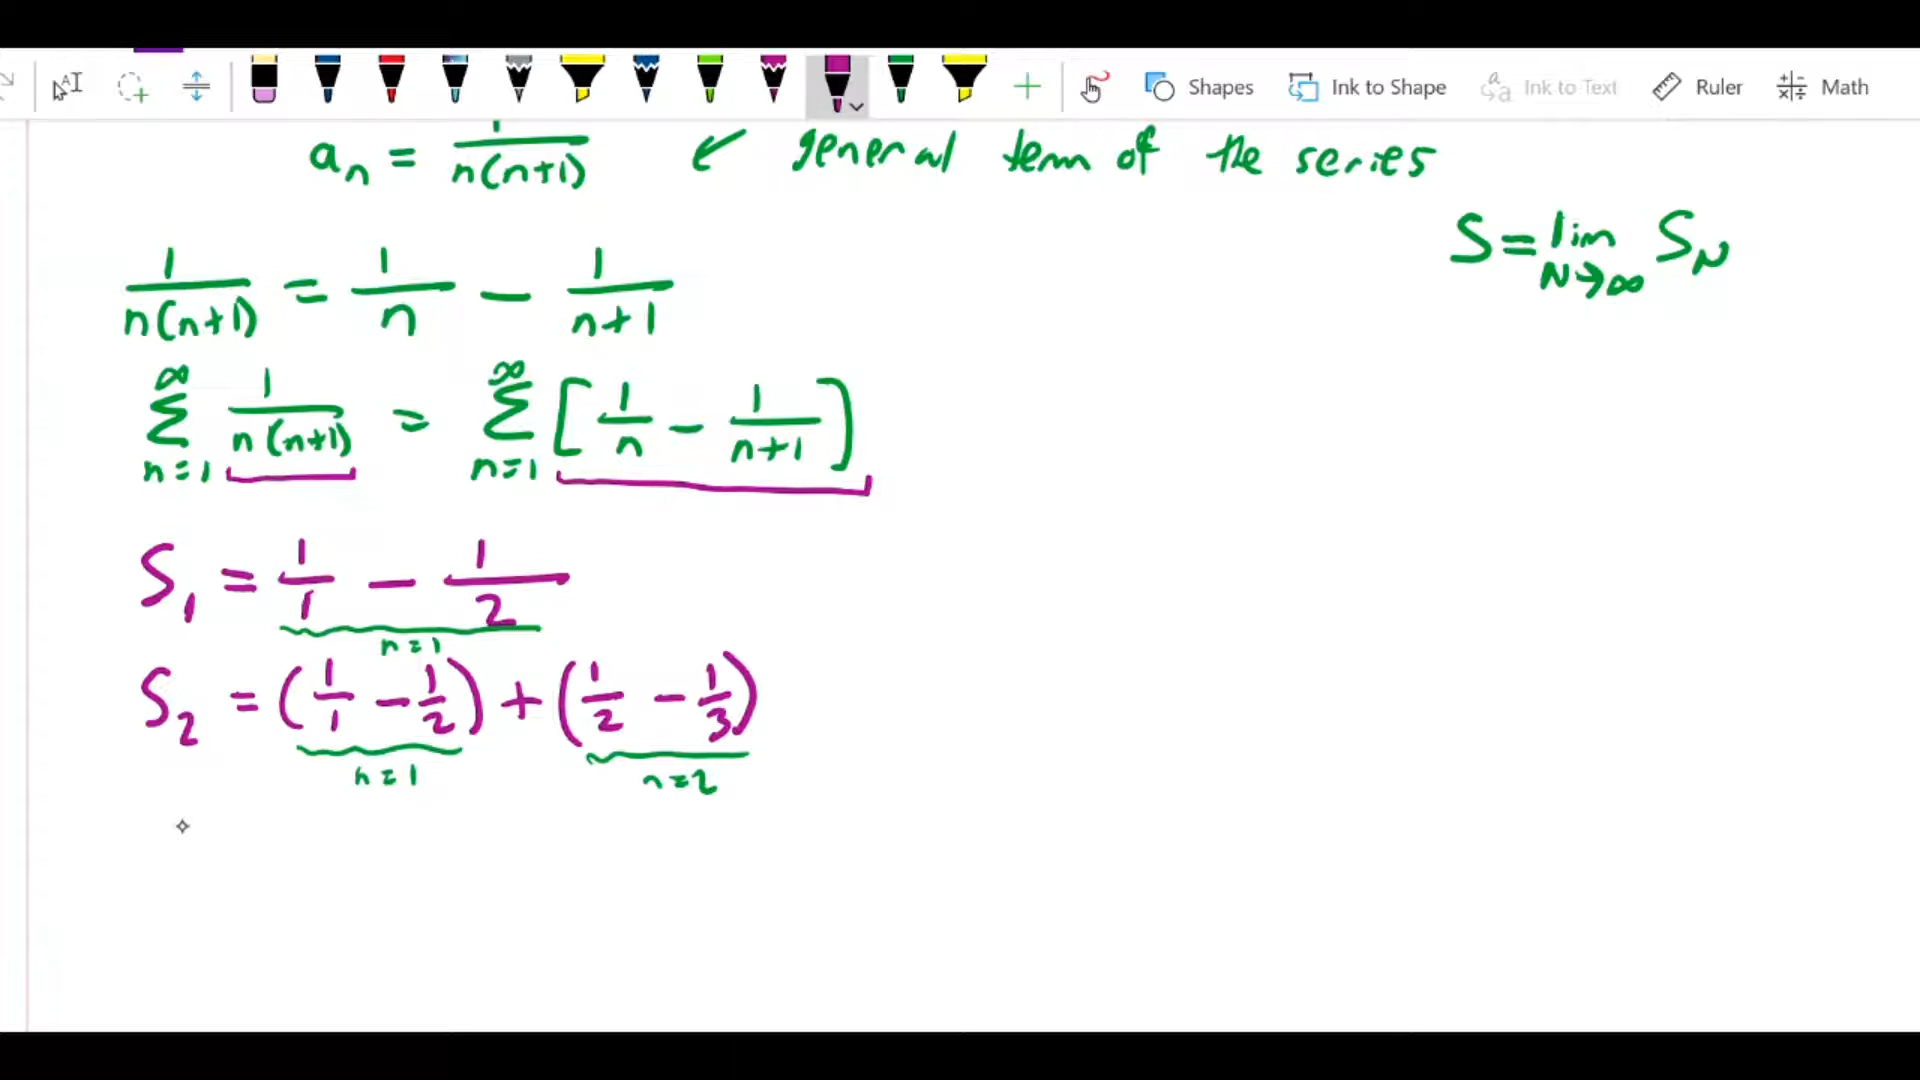 Shapes Ink to Shape Ink to Text Ruler Math
aₙ = 1/(n(n+1)) ← general term of the series
S = lim N→∞ S_N
1/(n(n+1)) = 1/n − 1/(n+1)
∑ n=1 ∞ 1/(n(n+1)) = ∑ n=1 ∞ [1/n − 1/(n+1)]
S₁ = 1/1 − 1/2
n=1
S₂ = (1/1 − 1/2) + (1/2 − 1/3)
n=1 n=2